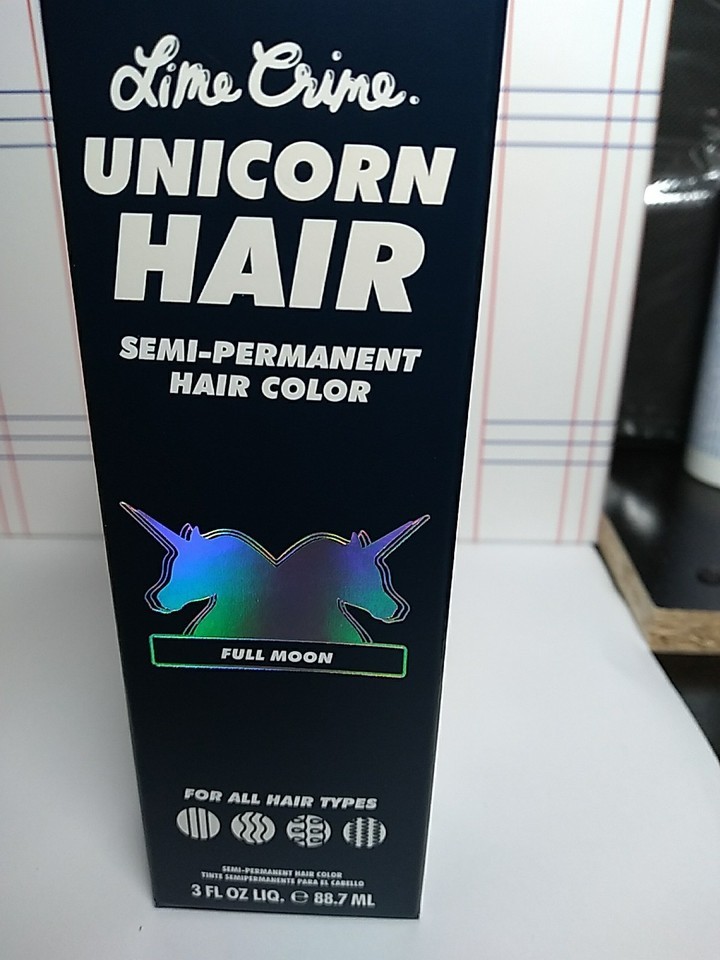 Lime Crime.
UNICORN
HAIR
SEMI-PERMANENT
HAIR COLOR
FULL MOON
FOR ALL HAIR TYPES
SEMI-PERMANENT HAIR COLOR
TINTE SEMIPERMANENTE PARA EL CABELLO
3 FL OZ LIQ. ℮ 88.7 ML